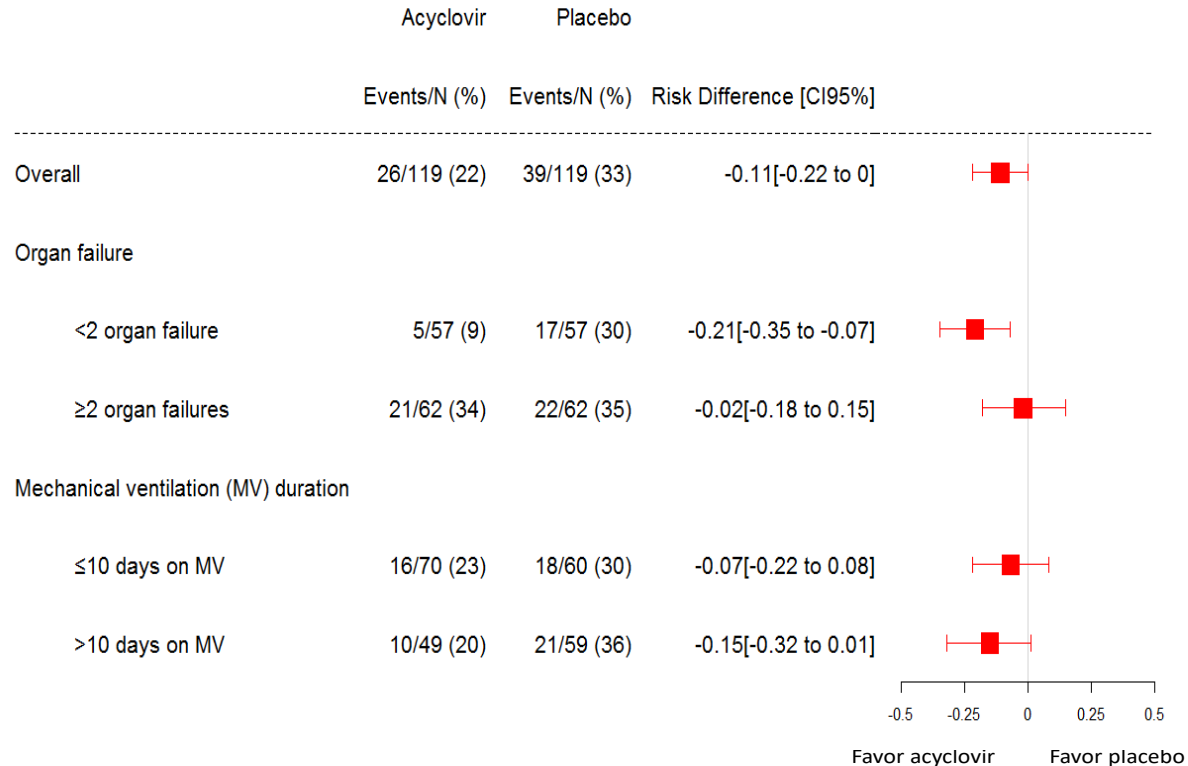 Acyclovir Placebo
Events/N (%) Events/N (%) Risk Difference [CI95%]
Overall 26/119 (22) 39/119 (33) -0.11[-0.22 to 0]
Organ failure
<2 organ failure 5/57 (9) 17/57 (30) -0.21[-0.35 to -0.07]
≥2 organ failures 21/62 (34) 22/62 (35) -0.02[-0.18 to 0.15]
Mechanical ventilation (MV) duration
≤10 days on MV 16/70 (23) 18/60 (30) -0.07[-0.22 to 0.08]
>10 days on MV 10/49 (20) 21/59 (36) -0.15[-0.32 to 0.01]
-0.5 -0.25 0 0.25 0.5
Favor acyclovir Favor placebo